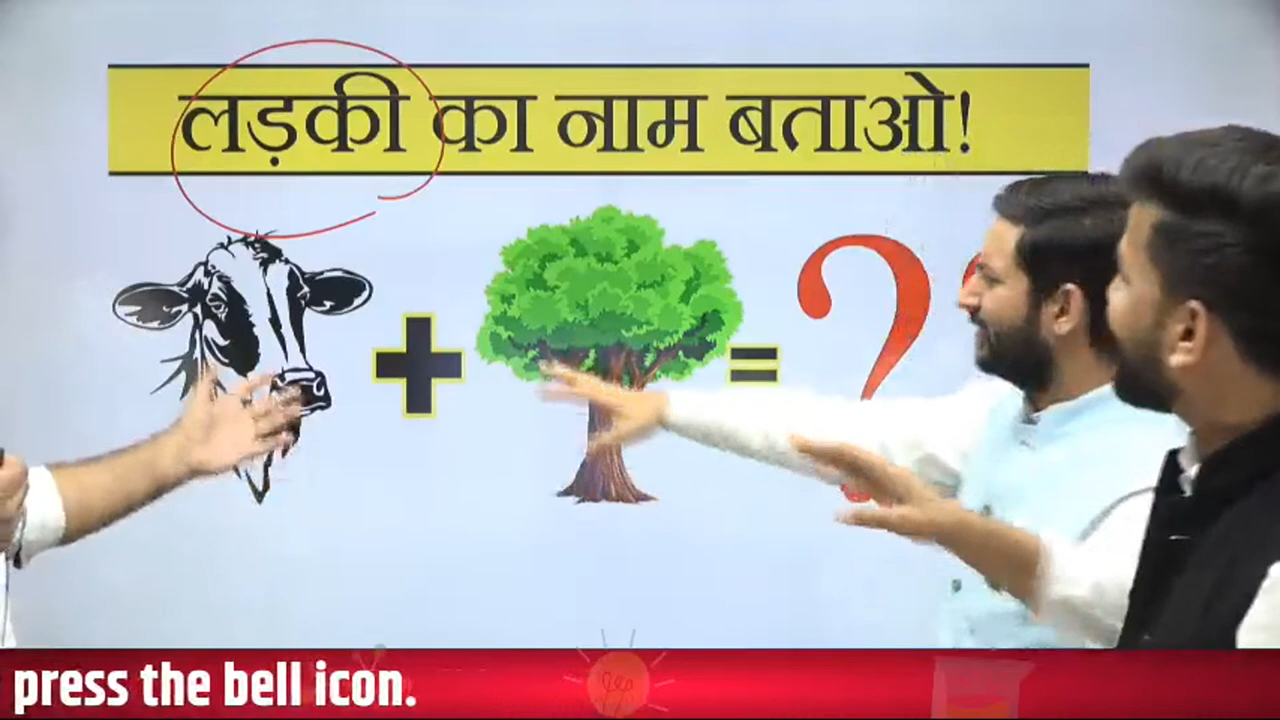 लड़की का नाम बताओ!
+ = ?
press the bell icon.